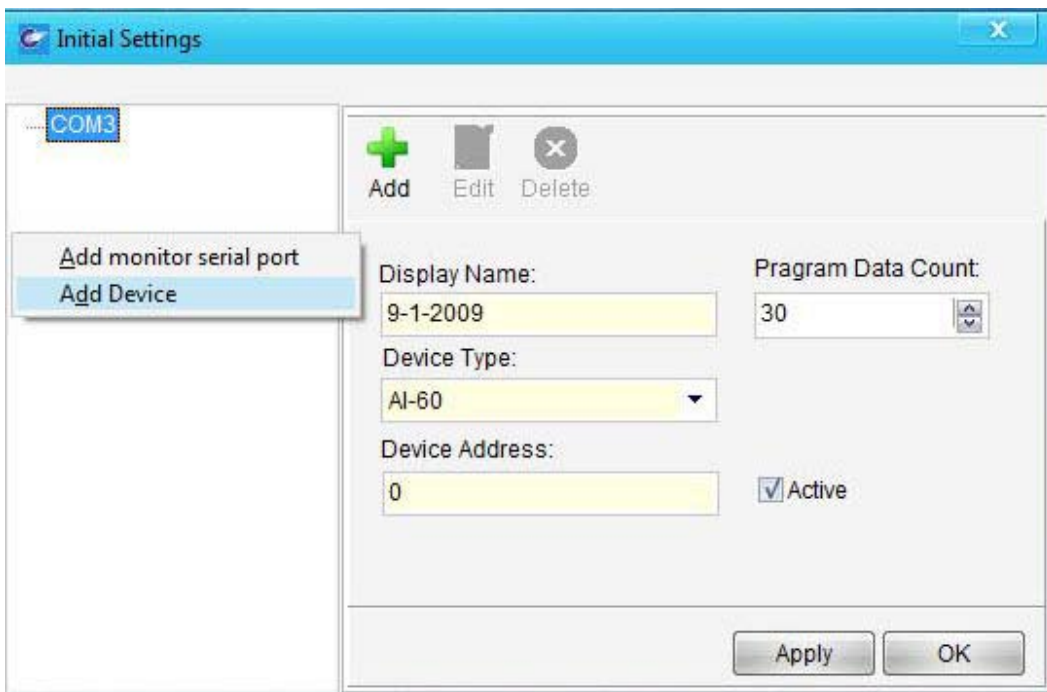 Initial Settings
COM3
Add
Edit
Delete
Add monitor serial port
Add Device
Display Name:
9-1-2009
Pragram Data Count:
30
Device Type:
AI-60
Device Address:
0
Active
Apply
OK